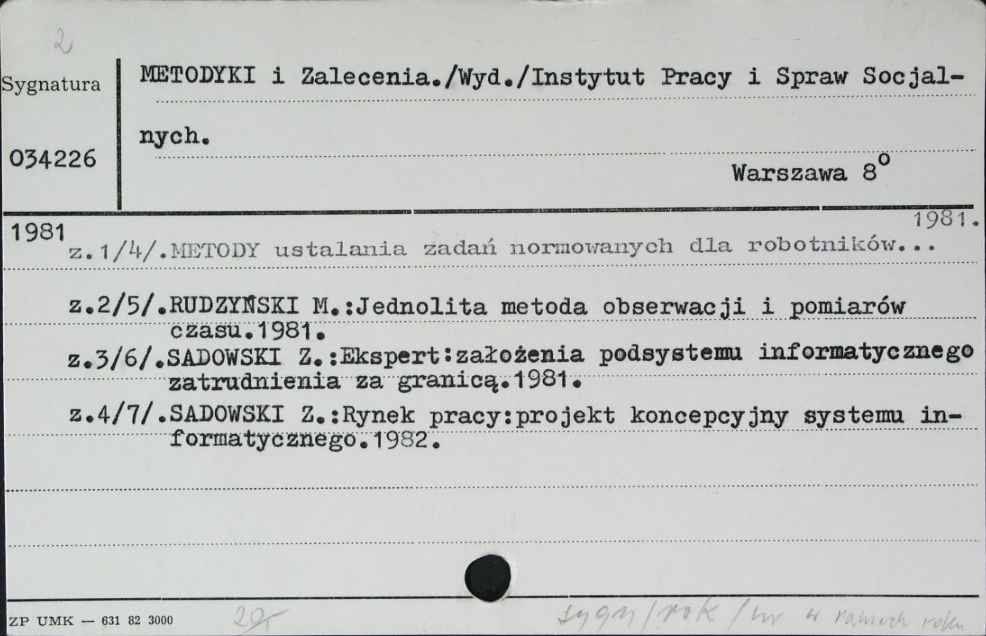 2
Sygnatura
METODYKI i Zalecenia./Wyd./Instytut Pracy i Spraw Socjal-
nych.
034226
Warszawa 8°
1981
1981.
z.1/4/.METODY ustalania zadań normowanych dla robotników...
z.2/5/.RUDZYŃSKI M.:Jednolita metoda obserwacji i pomiarów
czasu.1981.
z.3/6/.SADOWSKI Z.:Ekspert:założenia podsystemu informatycznego
zatrudnienia za granicą.1981.
z.4/7/.SADOWSKI Z.:Rynek pracy:projekt koncepcyjny systemu in-
formatycznego.1982.
ZP UMK — 631 82 3000
20,-
sygn/rok/nr w ramach roku